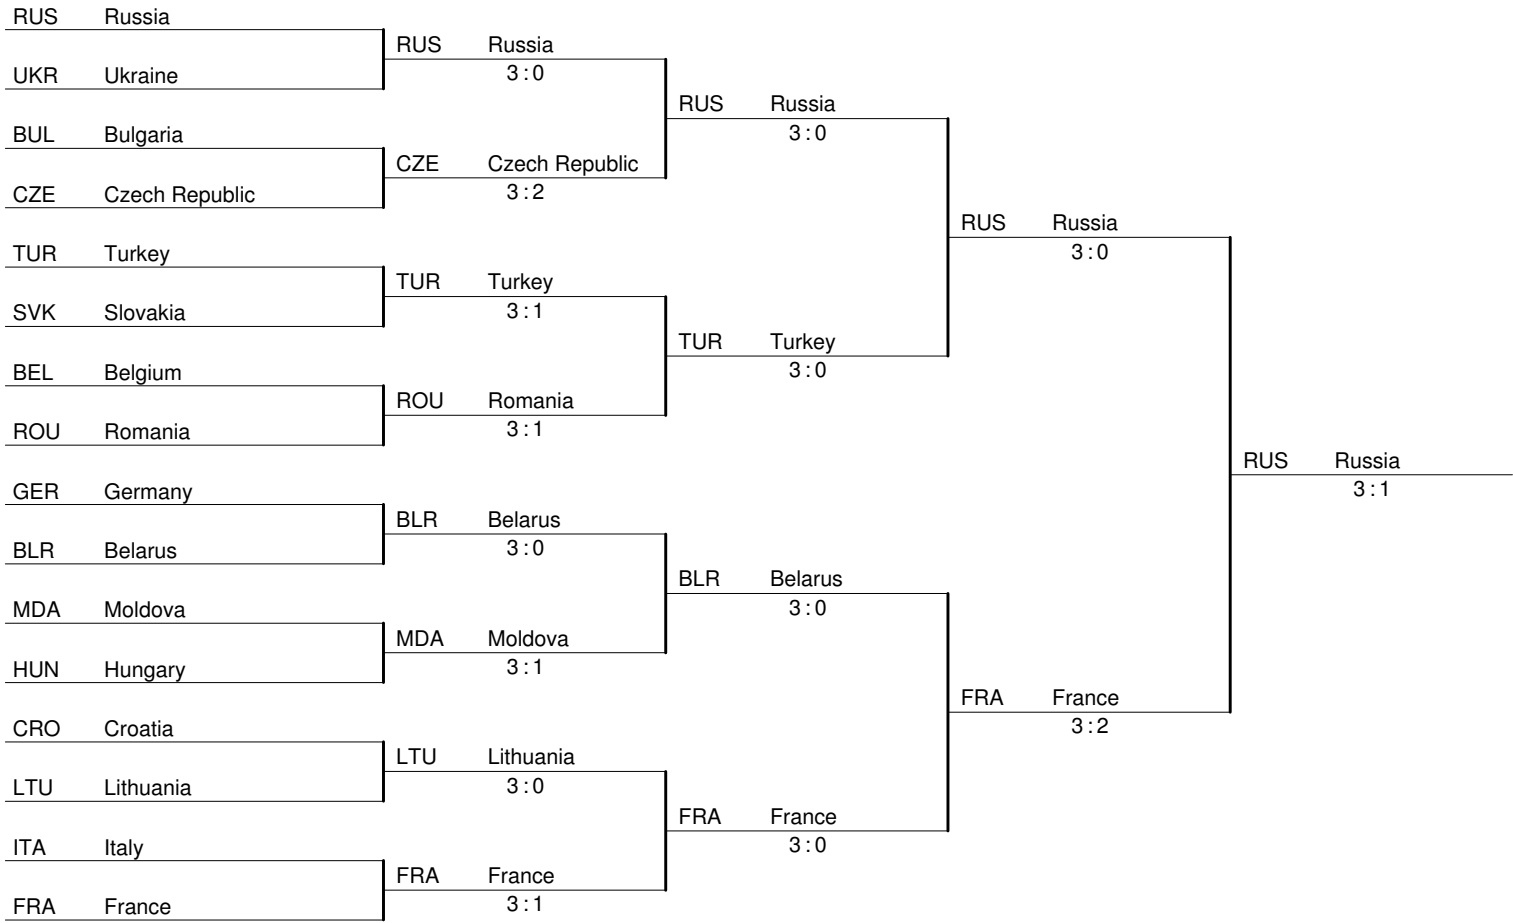 RUS Russia
RUS Russia
3 : 0
UKR Ukraine
RUS Russia
3 : 0
BUL Bulgaria
CZE Czech Republic
3 : 2
CZE Czech Republic
RUS Russia
3 : 0
TUR Turkey
TUR Turkey
3 : 1
SVK Slovakia
TUR Turkey
3 : 0
BEL Belgium
ROU Romania
3 : 1
ROU Romania
RUS Russia
3 : 1
GER Germany
BLR Belarus
3 : 0
BLR Belarus
BLR Belarus
3 : 0
MDA Moldova
MDA Moldova
3 : 1
HUN Hungary
FRA France
3 : 2
CRO Croatia
LTU Lithuania
3 : 0
LTU Lithuania
FRA France
3 : 0
ITA Italy
FRA France
3 : 1
FRA France